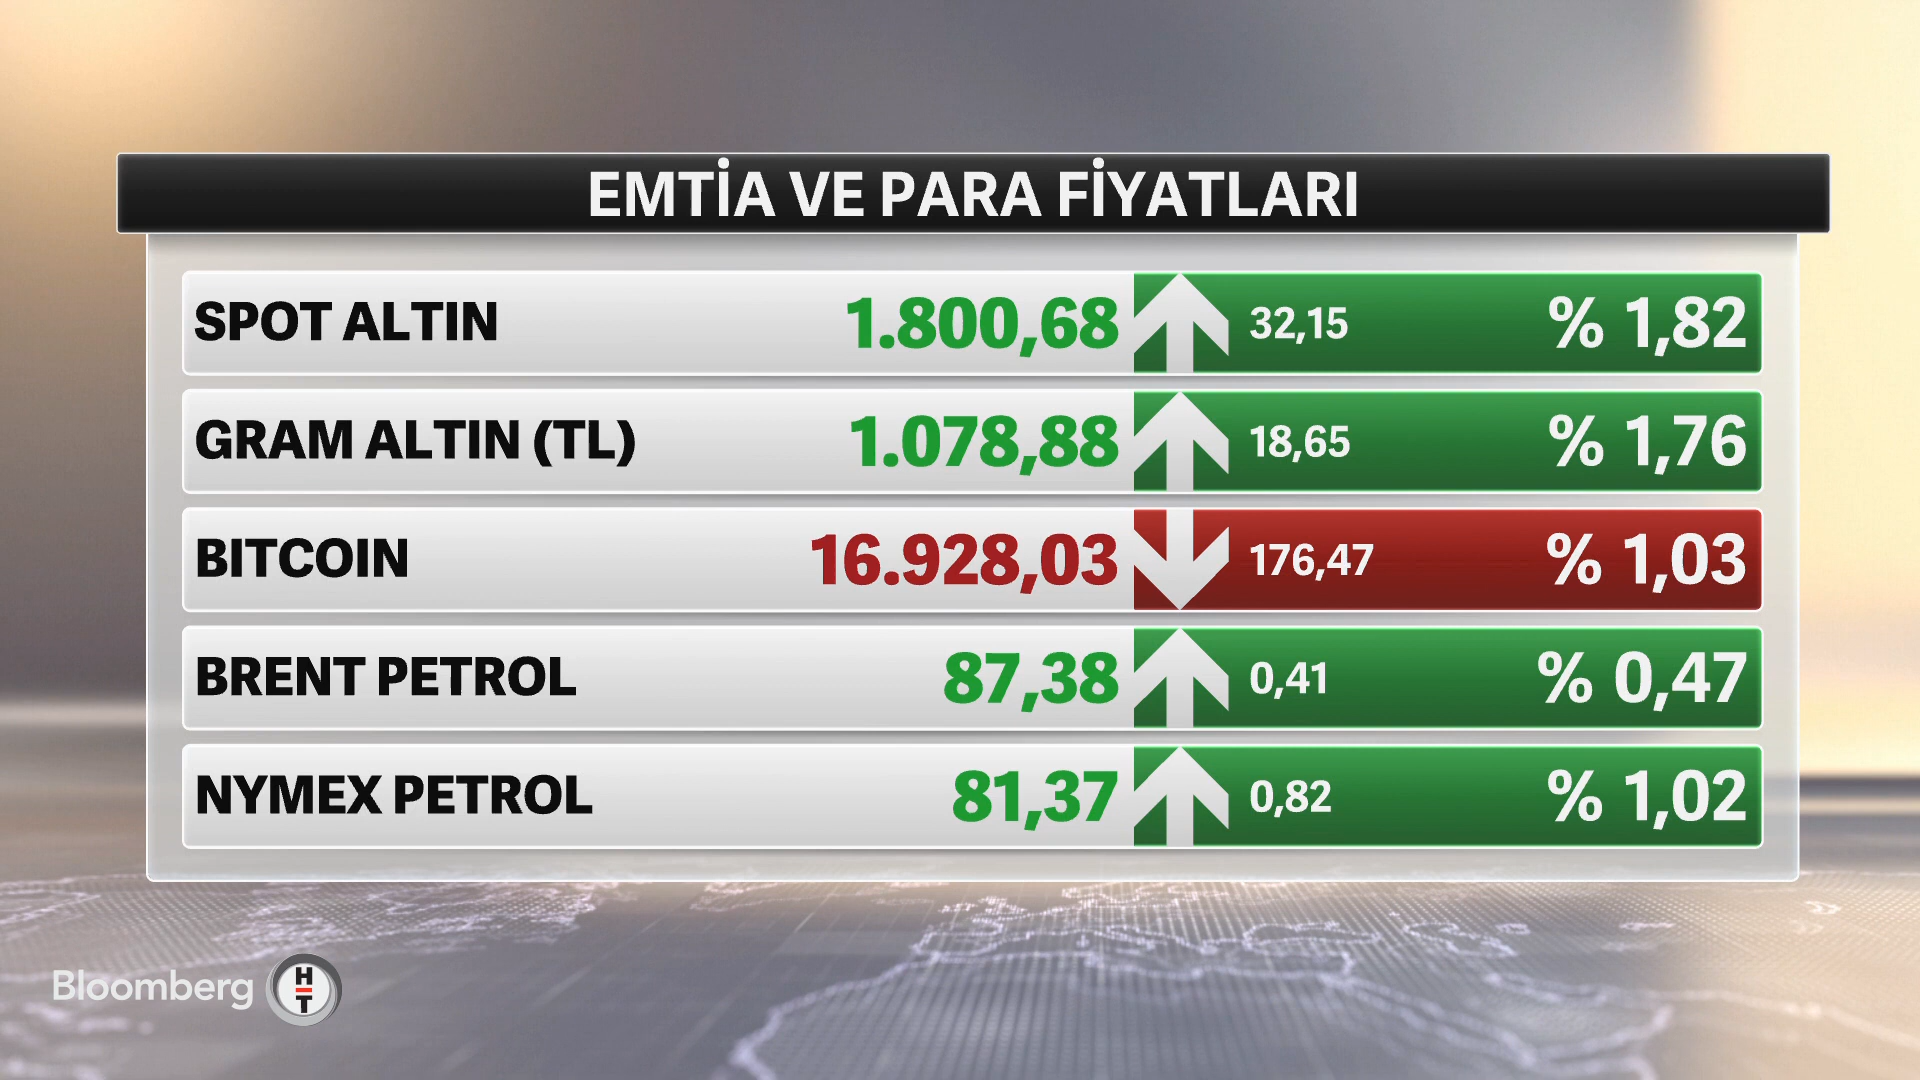 EMTİA VE PARA FİYATLARI
SPOT ALTIN 1.800,68 32,15 % 1,82
GRAM ALTIN (TL) 1.078,88 18,65 % 1,76
BITCOIN 16.928,03 176,47 % 1,03
BRENT PETROL 87,38 0,41 % 0,47
NYMEX PETROL 81,37 0,82 % 1,02
Bloomberg HT